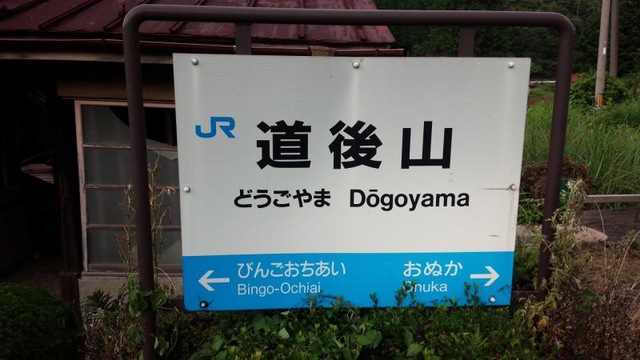 JR 道後山
どうごやま Dōgoyama
← びんごおちあい おぬか →
Bingo-Ochiai Onuka